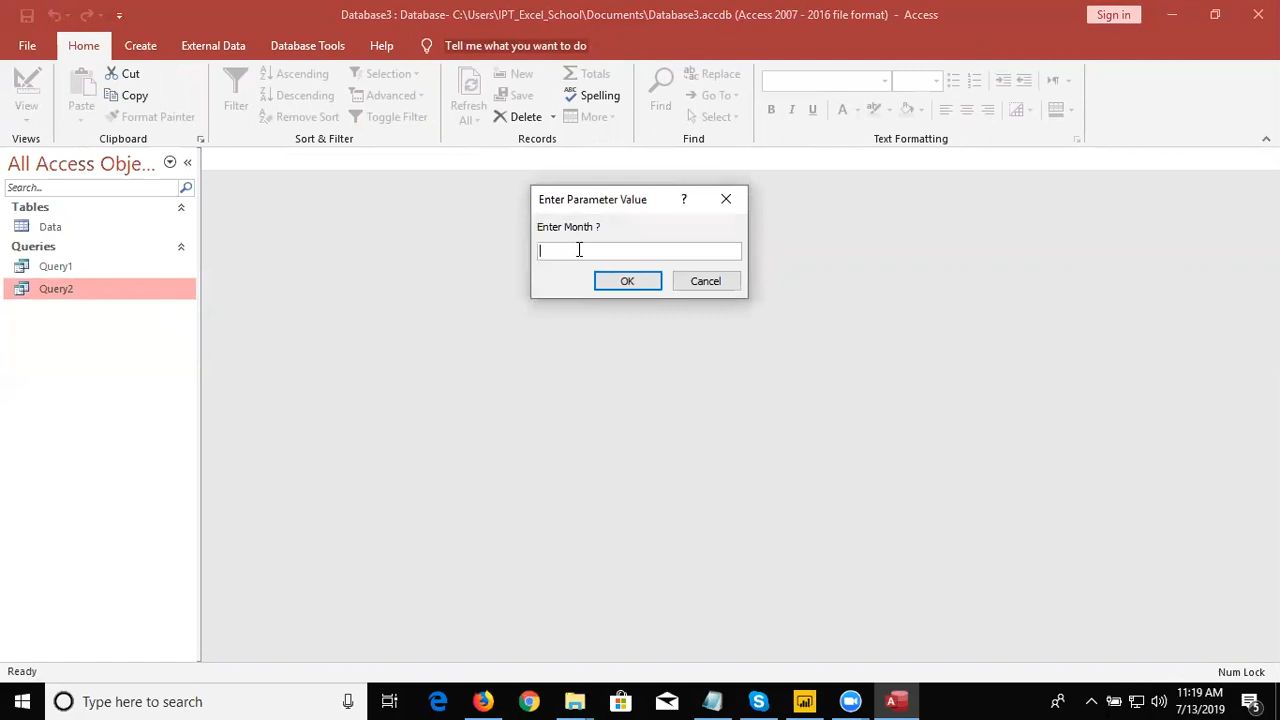 Database3 : Database- C:\Users\IPT_Excel_School\Documents\Database3.accdb (Access 2007 - 2016 file format) - Access
Sign in
File Home Create External Data Database Tools Help Tell me what you want to do
View
Views
Paste
Cut
Copy
Format Painter
Clipboard
Filter
Ascending
Descending
Remove Sort
Selection
Advanced
Toggle Filter
Sort & Filter
Refresh
All
New
Save
Delete
Totals
Spelling
More
Records
Find
Replace
Go To
Select
Find
Text Formatting
All Access Obje...
Search...
Tables
Data
Queries
Query1
Query2
Enter Parameter Value ?
Enter Month ?
OK Cancel
Ready
Num Lock
Type here to search
11:19 AM
7/13/2019
5